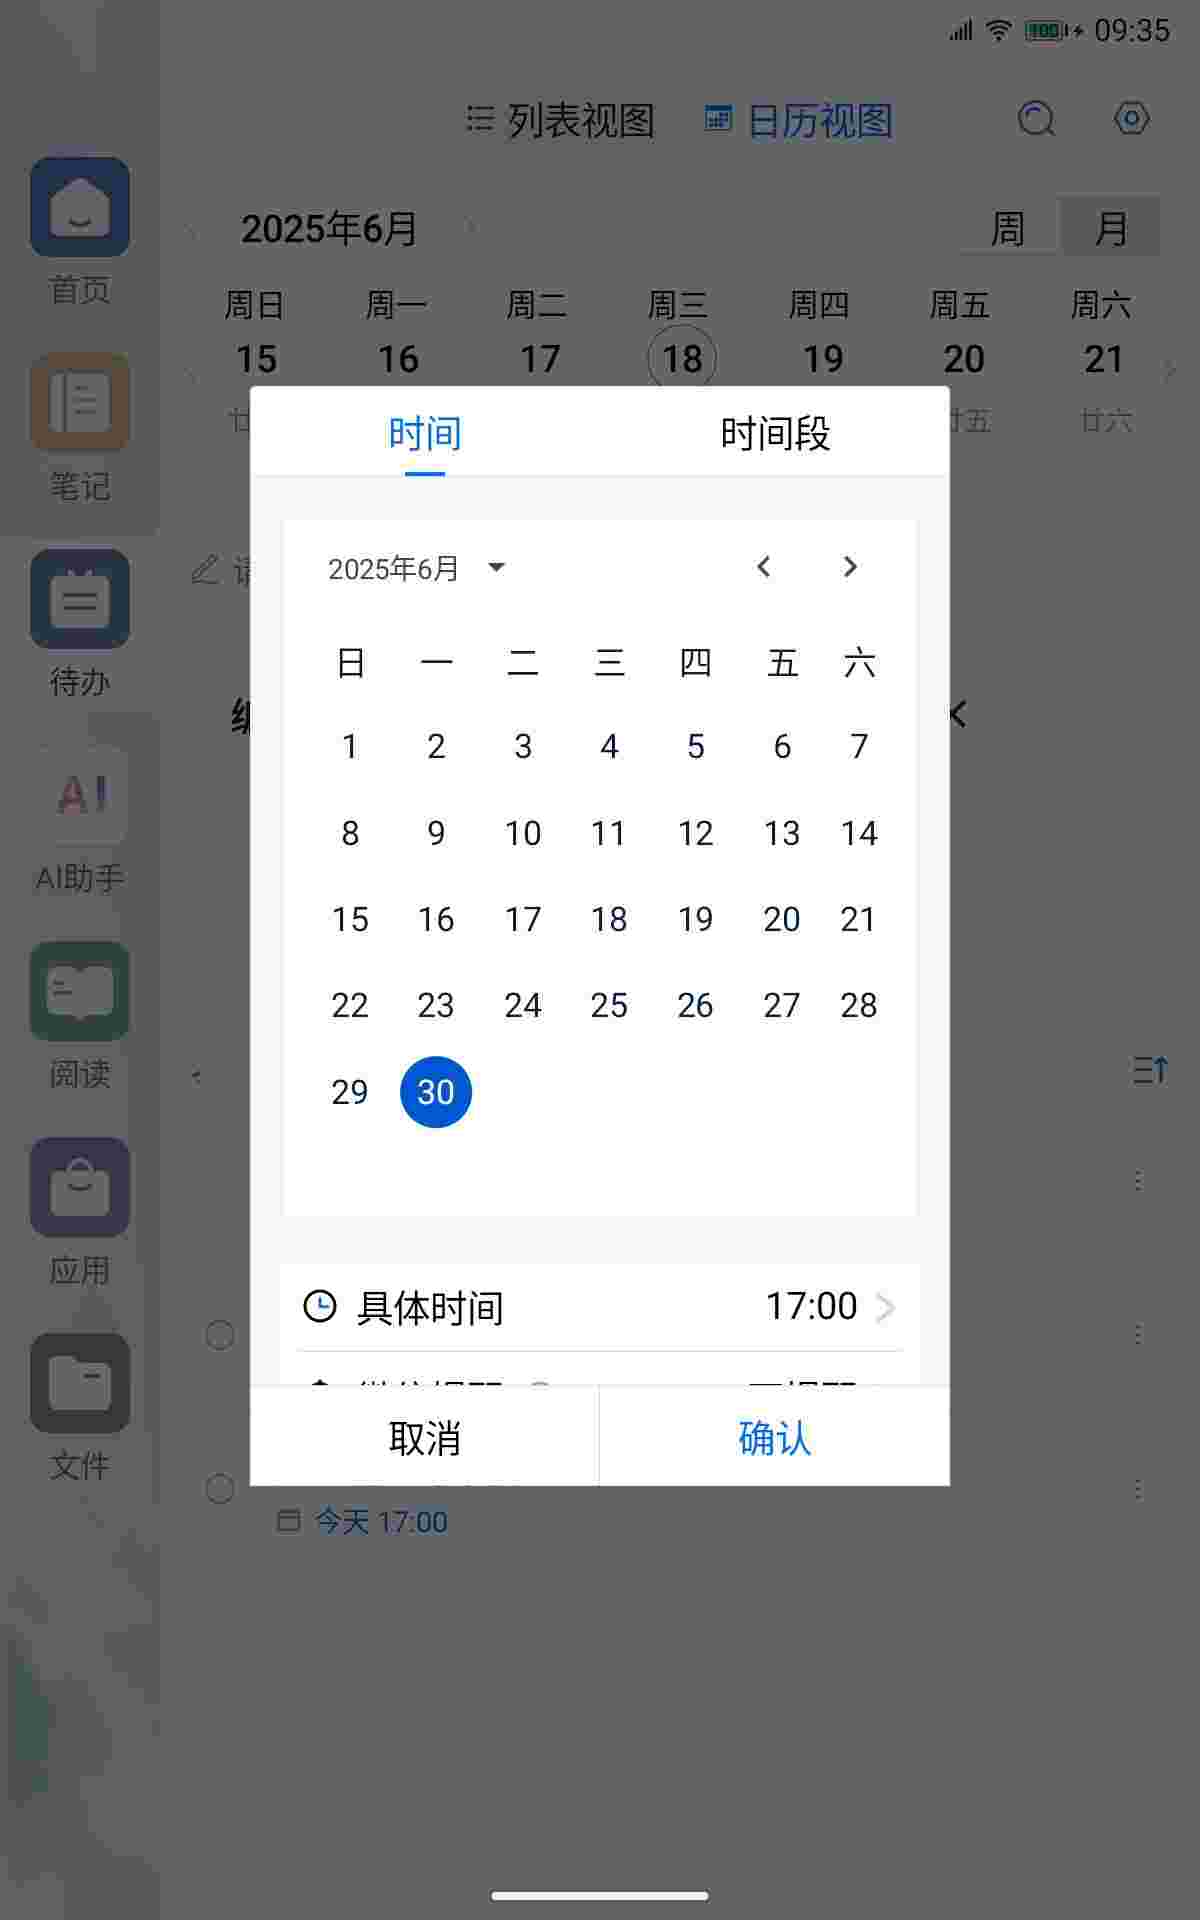 100 09:35
列表视图 日历视图
2025年6月 周 月
周日 周一 周二 周三 周四 周五 周六
15 16 17 18 19 20 21
廿五 廿六
首页
笔记
待办
AI
AI助手
阅读
应用
文件
时间 时间段
2025年6月
日 一 二 三 四 五 六
1 2 3 4 5 6 7
8 9 10 11 12 13 14
15 16 17 18 19 20 21
22 23 24 25 26 27 28
29 30
具体时间 17:00
取消 确认
今天 17:00